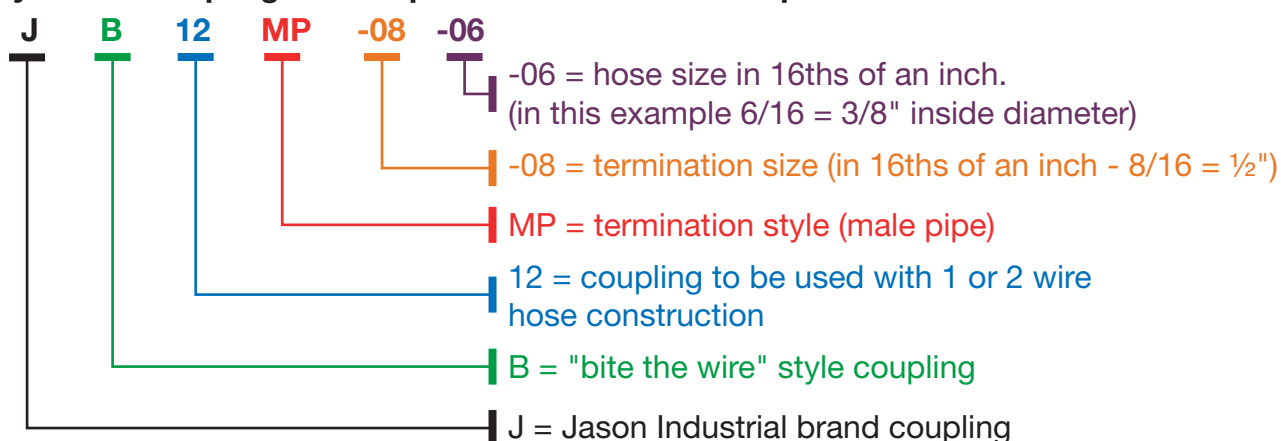 J B 12 MP -08 -06
-06 = hose size in 16ths of an inch.
(in this example 6/16 = 3/8" inside diameter)
-08 = termination size (in 16ths of an inch - 8/16 = ½")
MP = termination style (male pipe)
12 = coupling to be used with 1 or 2 wire
hose construction
B = "bite the wire" style coupling
J = Jason Industrial brand coupling